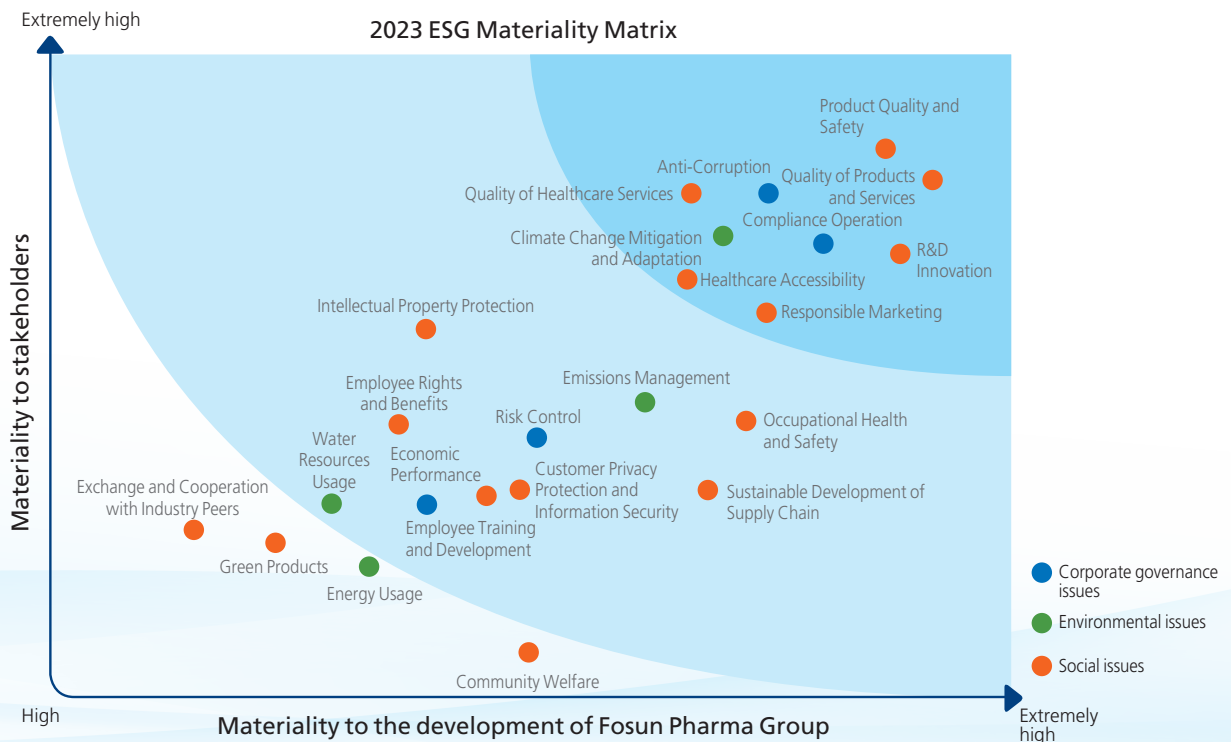 Extremely high
2023 ESG Materiality Matrix
Materiality to stakeholders
Product Quality and
Safety
Anti-Corruption
Quality of Healthcare Services
Quality of Products
and Services
Compliance Operation
Climate Change Mitigation
and Adaptation
R&D
Innovation
Healthcare Accessibility
Responsible Marketing
Intellectual Property Protection
Emissions Management
Employee Rights
and Benefits
Risk Control
Occupational Health
and Safety
Water
Resources
Usage
Economic
Performance
Customer Privacy
Protection and
Information Security
Exchange and Cooperation
with Industry Peers
Sustainable Development of
Supply Chain
Employee Training
and Development
Green Products
Energy Usage
Community Welfare
Corporate governance
issues
Environmental issues
Social issues
High
Materiality to the development of Fosun Pharma Group
Extremely
high